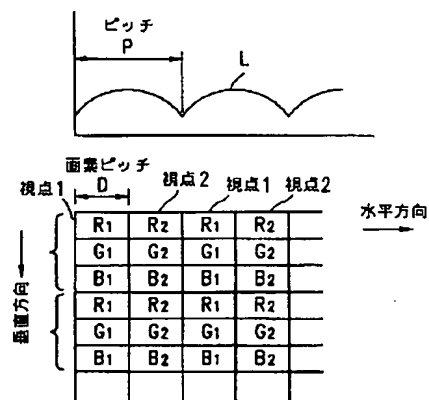 ピッチ
P
L
画素ピッチ
視点1 D 視点2 視点1 視点2
水平方向
垂直方向
R1 R2 R1 R2
G1 G2 G1 G2
B1 B2 B1 B2
R1 R2 R1 R2
G1 G2 G1 G2
B1 B2 B1 B2